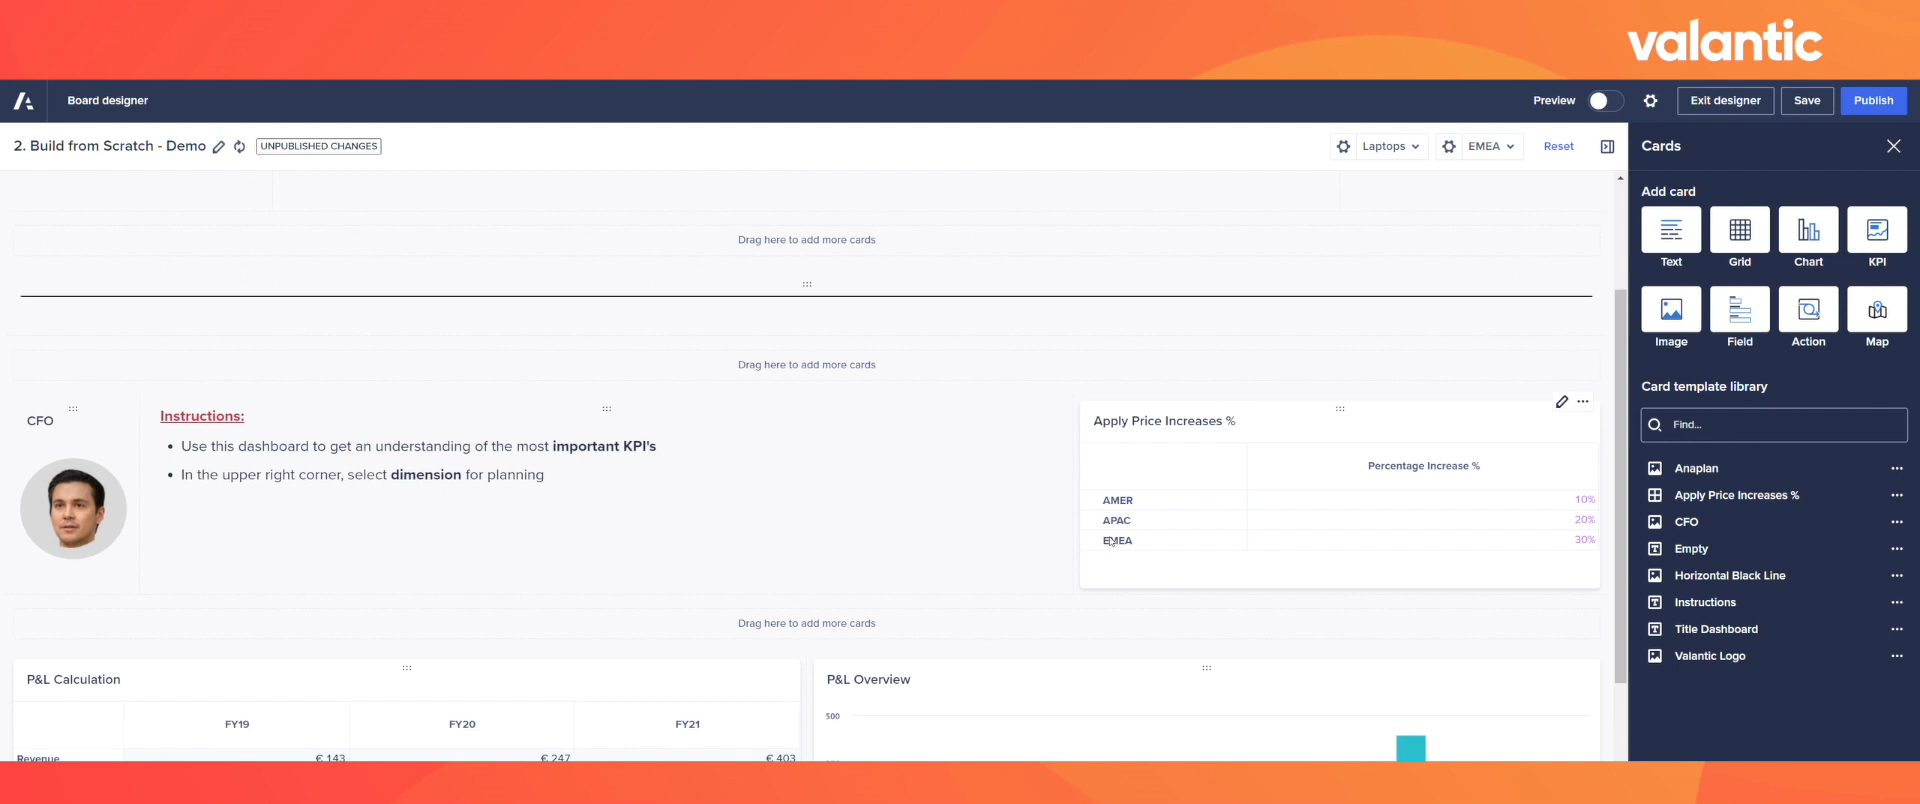 valantic
Board designer
Preview
Exit designer
Save
Publish
2. Build from Scratch - Demo
UNPUBLISHED CHANGES
Laptops
EMEA
Reset
Cards
Add card
Text
Grid
Chart
KPI
Image
Field
Action
Map
Card template library
Find...
Anaplan
Apply Price Increases %
CFO
Empty
Horizontal Black Line
Instructions
Title Dashboard
Valantic Logo
Drag here to add more cards
Drag here to add more cards
CFO
Instructions:
• Use this dashboard to get an understanding of the most important KPI's
• In the upper right corner, select dimension for planning
Apply Price Increases %
Percentage Increase %
AMER 10%
APAC 20%
EMEA 30%
Drag here to add more cards
P&L Calculation
FY19 FY20 FY21
Revenue € 143 € 247 € 403
P&L Overview
500